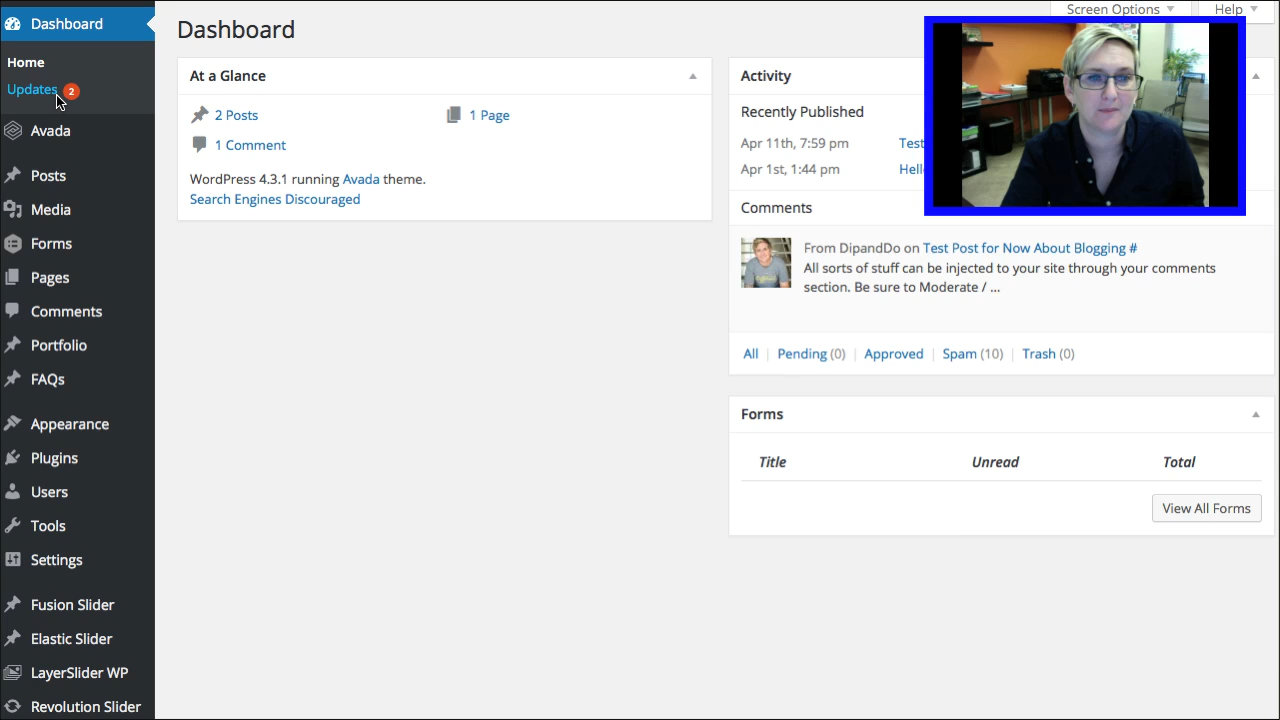 Dashboard
Home
Updates 2
Avada
Posts
Media
Forms
Pages
Comments
Portfolio
FAQs
Appearance
Plugins
Users
Tools
Settings
Fusion Slider
Elastic Slider
LayerSlider WP
Revolution Slider
Screen Options
Help
Dashboard
At a Glance
2 Posts
1 Page
1 Comment
WordPress 4.3.1 running Avada theme.
Search Engines Discouraged
Activity
Recently Published
Apr 11th, 7:59 pm Test
Apr 1st, 1:44 pm Hell
Comments
From DipandDo on Test Post for Now About Blogging #
All sorts of stuff can be injected to your site through your comments
section. Be sure to Moderate / ...
All | Pending (0) | Approved | Spam (10) | Trash (0)
Forms
Title Unread Total
View All Forms